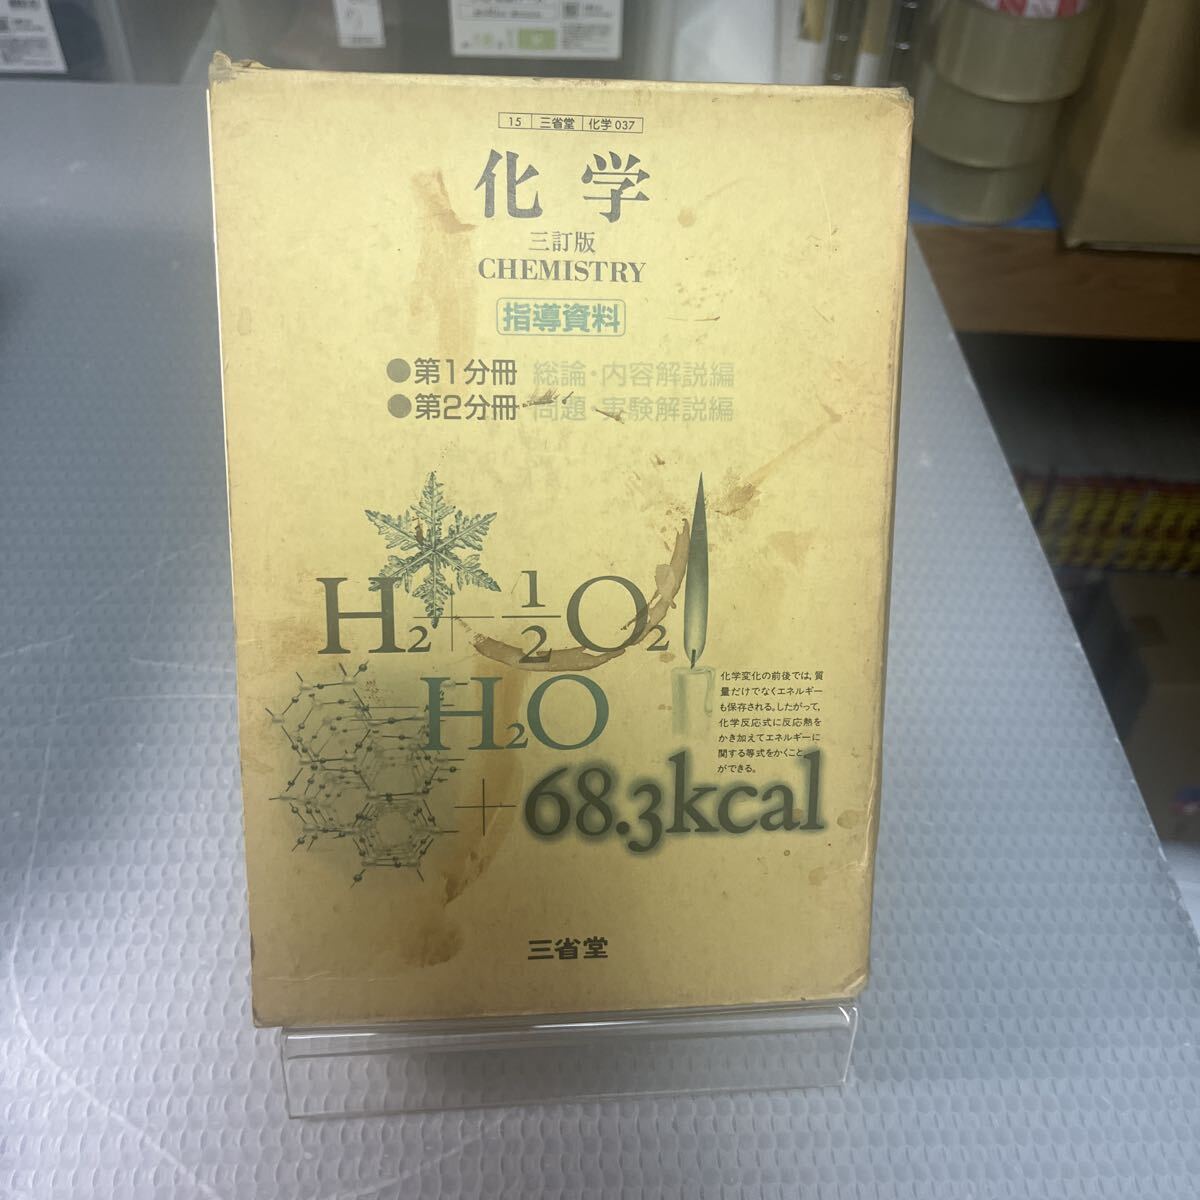 15 三省堂 化学 037
化学
三訂版
CHEMISTRY
指導資料
●第1分冊 総論・内容解説編
●第2分冊 問題・実験解説編
H₂+½O₂
H₂O
+68.3kcal
化学変化の前後では,質
量だけでなくエネルギー
も保存される。したがって,
化学反応式に反応熱を
かき加えてエネルギーに
関する等式をかくこと
ができる。
三省堂